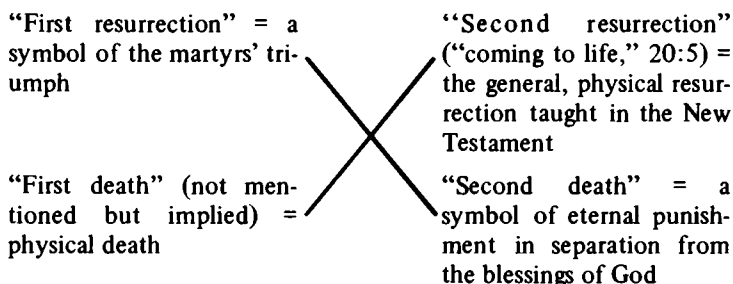 “First resurrection” = a
symbol of the martyrs’ tri-
umph
“Second resurrection”
(“coming to life,” 20:5) =
the general, physical resur-
rection taught in the New
Testament
“First death” (not men-
tioned but implied) =
physical death
“Second death” = a
symbol of eternal punish-
ment in separation from
the blessings of God